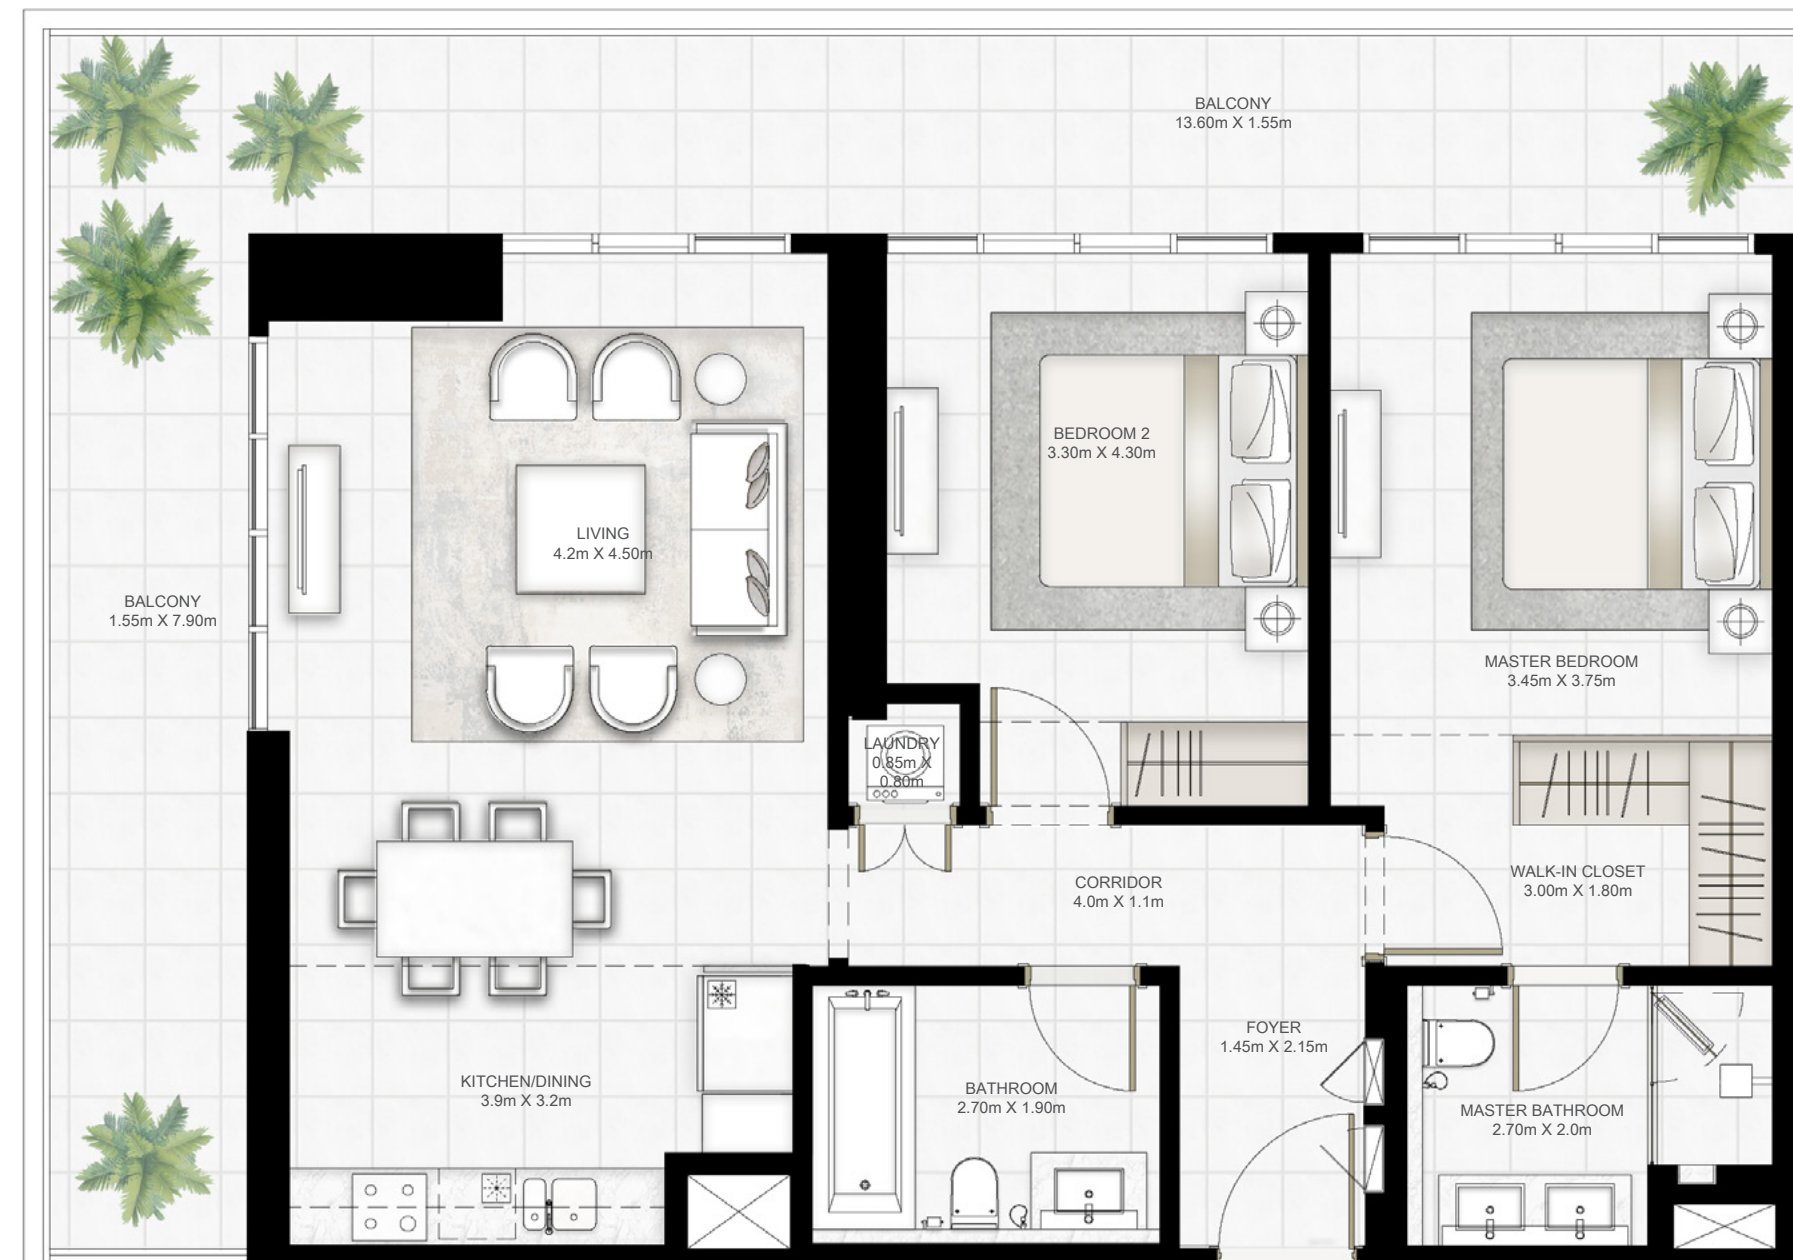 BALCONY
13.60m X 1.55m
BEDROOM 2
3.30m X 4.30m
LIVING
4.2m X 4.50m
BALCONY
1.55m X 7.90m
MASTER BEDROOM
3.45m X 3.75m
LAUNDRY
0.85m X
0.80m
CORRIDOR
4.0m X 1.1m
WALK-IN CLOSET
3.00m X 1.80m
FOYER
1.45m X 2.15m
KITCHEN/DINING
3.9m X 3.2m
BATHROOM
2.70m X 1.90m
MASTER BATHROOM
2.70m X 2.0m